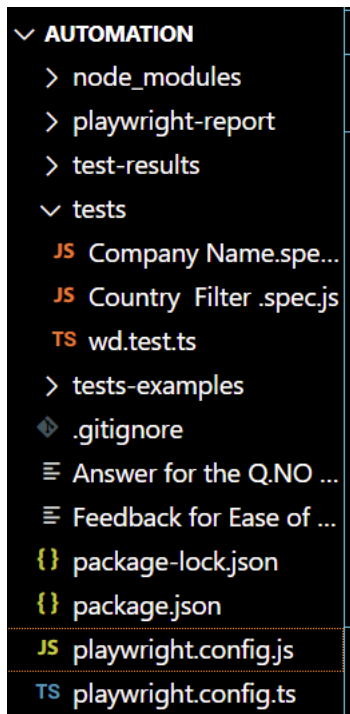 AUTOMATION
node_modules
playwright-report
test-results
tests
JS Company Name.spe...
JS Country Filter .spec.js
TS wd.test.ts
tests-examples
.gitignore
Answer for the Q.NO ...
Feedback for Ease of ...
{} package-lock.json
{} package.json
JS playwright.config.js
TS playwright.config.ts